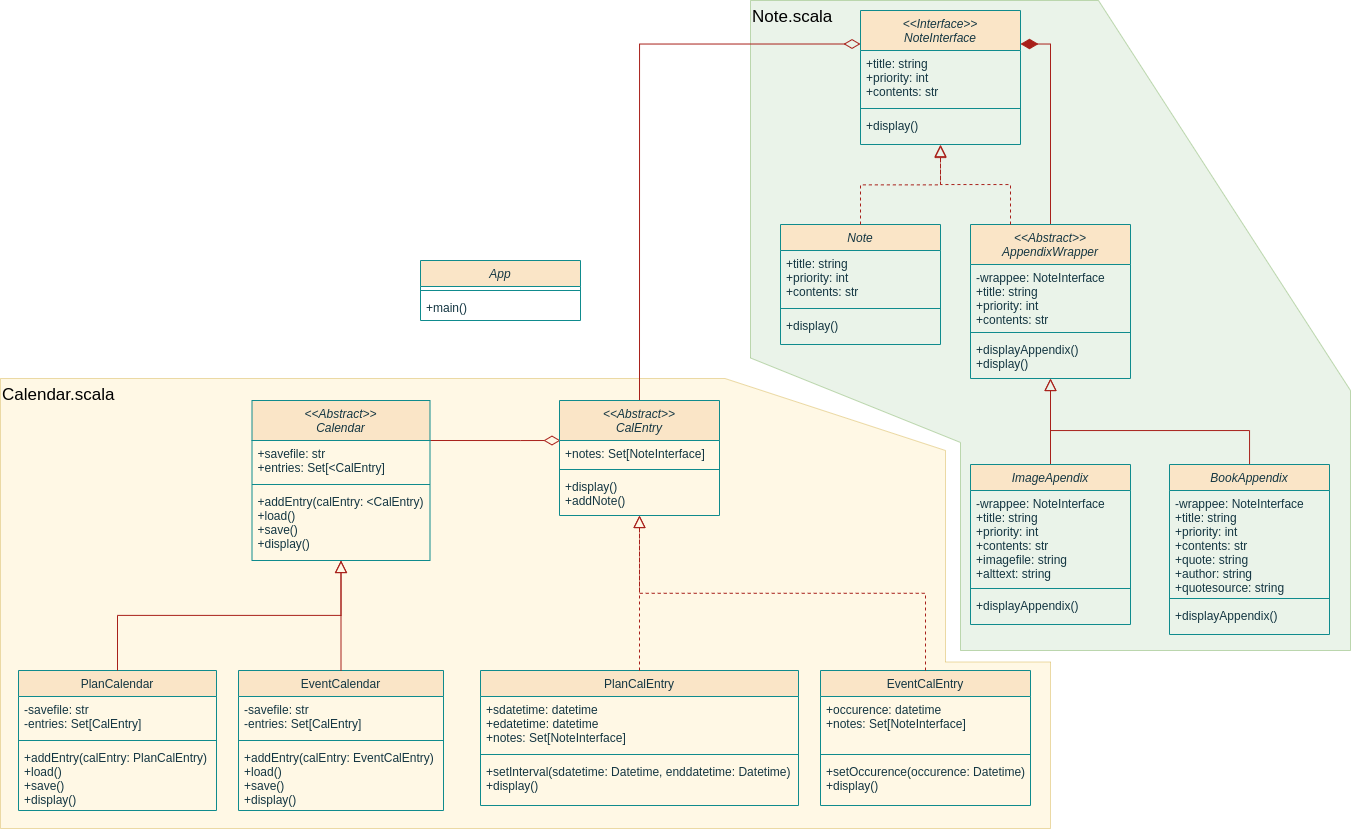 Note.scala
<<Interface>>
NoteInterface
+title: string
+priority: int
+contents: str
+display()
Note
+title: string
+priority: int
+contents: str
+display()
<<Abstract>>
AppendixWrapper
-wrappee: NoteInterface
+title: string
+priority: int
+contents: str
+displayAppendix()
+display()
App
+main()
Calendar.scala
<<Abstract>>
Calendar
+savefile: str
+entries: Set[<CalEntry]
+addEntry(calEntry: <CalEntry)
+load()
+save()
+display()
<<Abstract>>
CalEntry
+notes: Set[NoteInterface]
+display()
+addNote()
ImageApendix
-wrappee: NoteInterface
+title: string
+priority: int
+contents: str
+imagefile: string
+alttext: string
+displayAppendix()
BookAppendix
-wrappee: NoteInterface
+title: string
+priority: int
+contents: str
+quote: string
+author: string
+quotesource: string
+displayAppendix()
PlanCalendar
-savefile: str
-entries: Set[CalEntry]
+addEntry(calEntry: PlanCalEntry)
+load()
+save()
+display()
EventCalendar
-savefile: str
-entries: Set[CalEntry]
+addEntry(calEntry: EventCalEntry)
+load()
+save()
+display()
PlanCalEntry
+sdatetime: datetime
+edatetime: datetime
+notes: Set[NoteInterface]
+setInterval(sdatetime: Datetime, enddatetime: Datetime)
+display()
EventCalEntry
+occurence: datetime
+notes: Set[NoteInterface]
+setOccurence(occurence: Datetime)
+display()